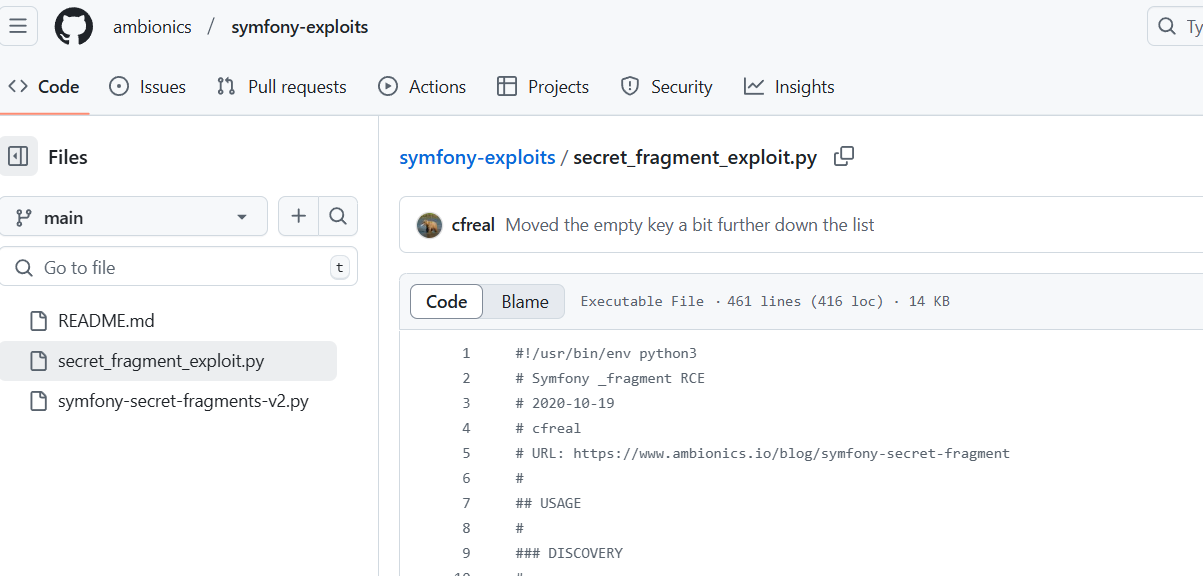 ambionics / symfony-exploits
Ty
Code Issues Pull requests Actions Projects Security Insights
Files
main
Go to file t
README.md
secret_fragment_exploit.py
symfony-secret-fragments-v2.py
symfony-exploits / secret_fragment_exploit.py
cfreal Moved the empty key a bit further down the list
Code Blame Executable File · 461 lines (416 loc) · 14 KB
1 #!/usr/bin/env python3
2 # Symfony _fragment RCE
3 # 2020-10-19
4 # cfreal
5 # URL: https://www.ambionics.io/blog/symfony-secret-fragment
6 #
7 ## USAGE
8 #
9 ### DISCOVERY
10 #